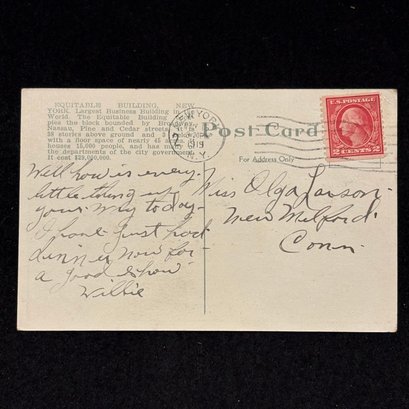 EQUITABLE BUILDING, NEW
YORK. Largest Business Building in the
World. The Equitable Building
pies the block bounded by Broadway,
Nassau, Pine and Cedar streets,
38 stories above ground and 3
with a floor space of nearly 45
houses 15,000 people, and has
the departments of the city government.
It cost $29,000,000.
NEW YORK
1919
N.Y.
Post Card
For Address Only
U.S. POSTAGE
2 CENTS 2
Well how is every
little thing
your way today-
I have just had
dinner now for
a good show
Willie
Miss Olga Larson
New Milford
Conn